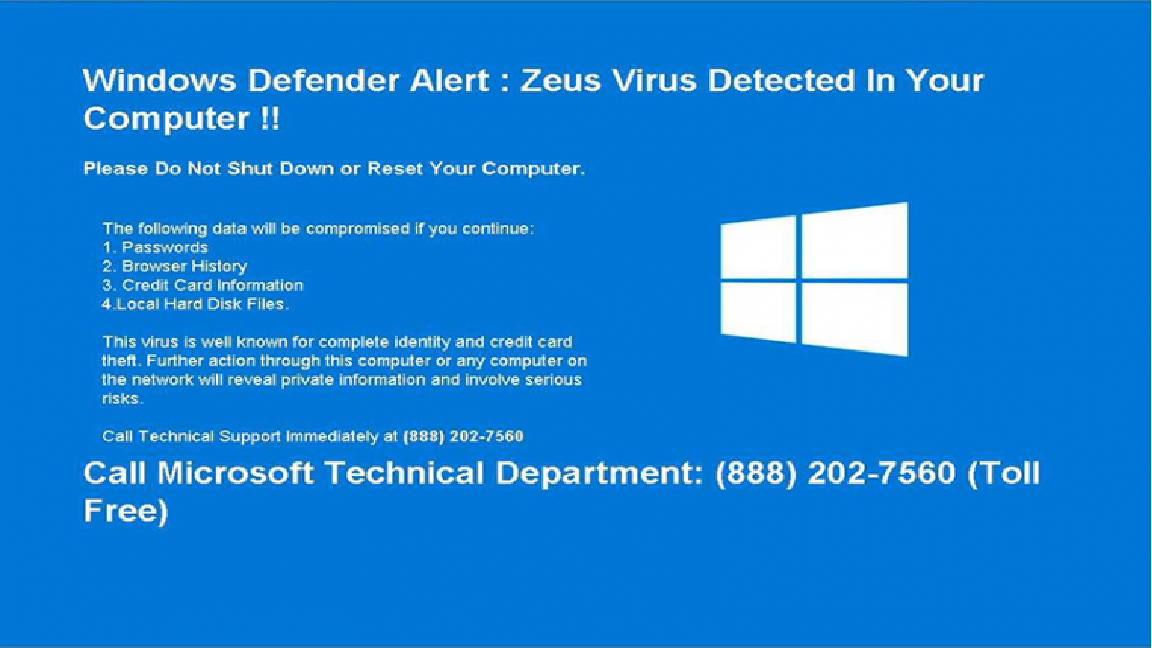 Windows Defender Alert : Zeus Virus Detected In Your
Computer !!
Please Do Not Shut Down or Reset Your Computer.
The following data will be compromised if you continue:
1. Passwords
2. Browser History
3. Credit Card Information
4.Local Hard Disk Files.
This virus is well known for complete identity and credit card
theft. Further action through this computer or any computer on
the network will reveal private information and involve serious
risks.
Call Technical Support Immediately at (888) 202-7560
Call Microsoft Technical Department: (888) 202-7560 (Toll
Free)